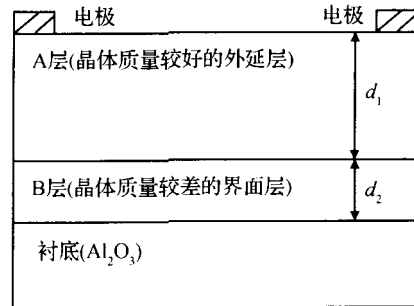 电极 电极
A层(晶体质量较好的外延层)
d₁
B层(晶体质量较差的界面层)
d₂
衬底(Al₂O₃)